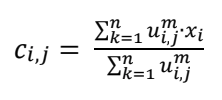 $c_{i,j} = \frac{\sum_{k=1}^{n} u_{i,j}^{m} \cdot x_i}{\sum_{k=1}^{n} u_{i,j}^{m}}$